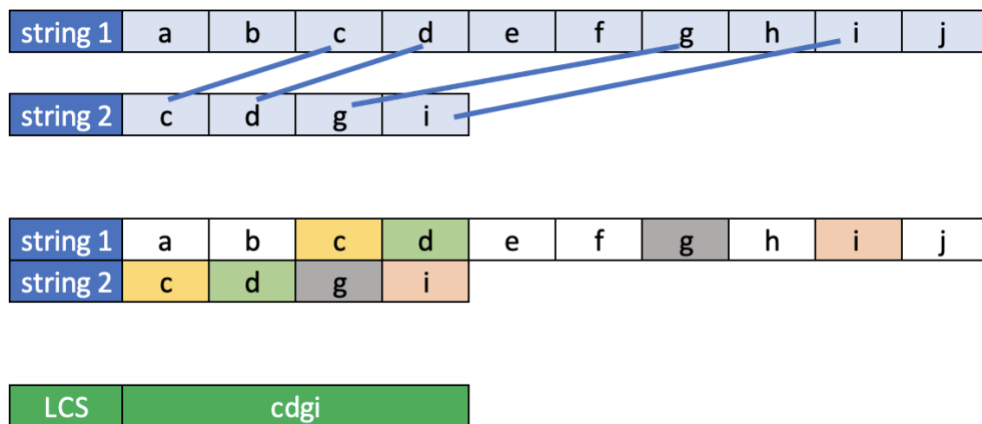 string 1 a b c d e f g h i j
string 2 c d g i
string 1 a b c d e f g h i j
string 2 c d g i
LCS cdgi